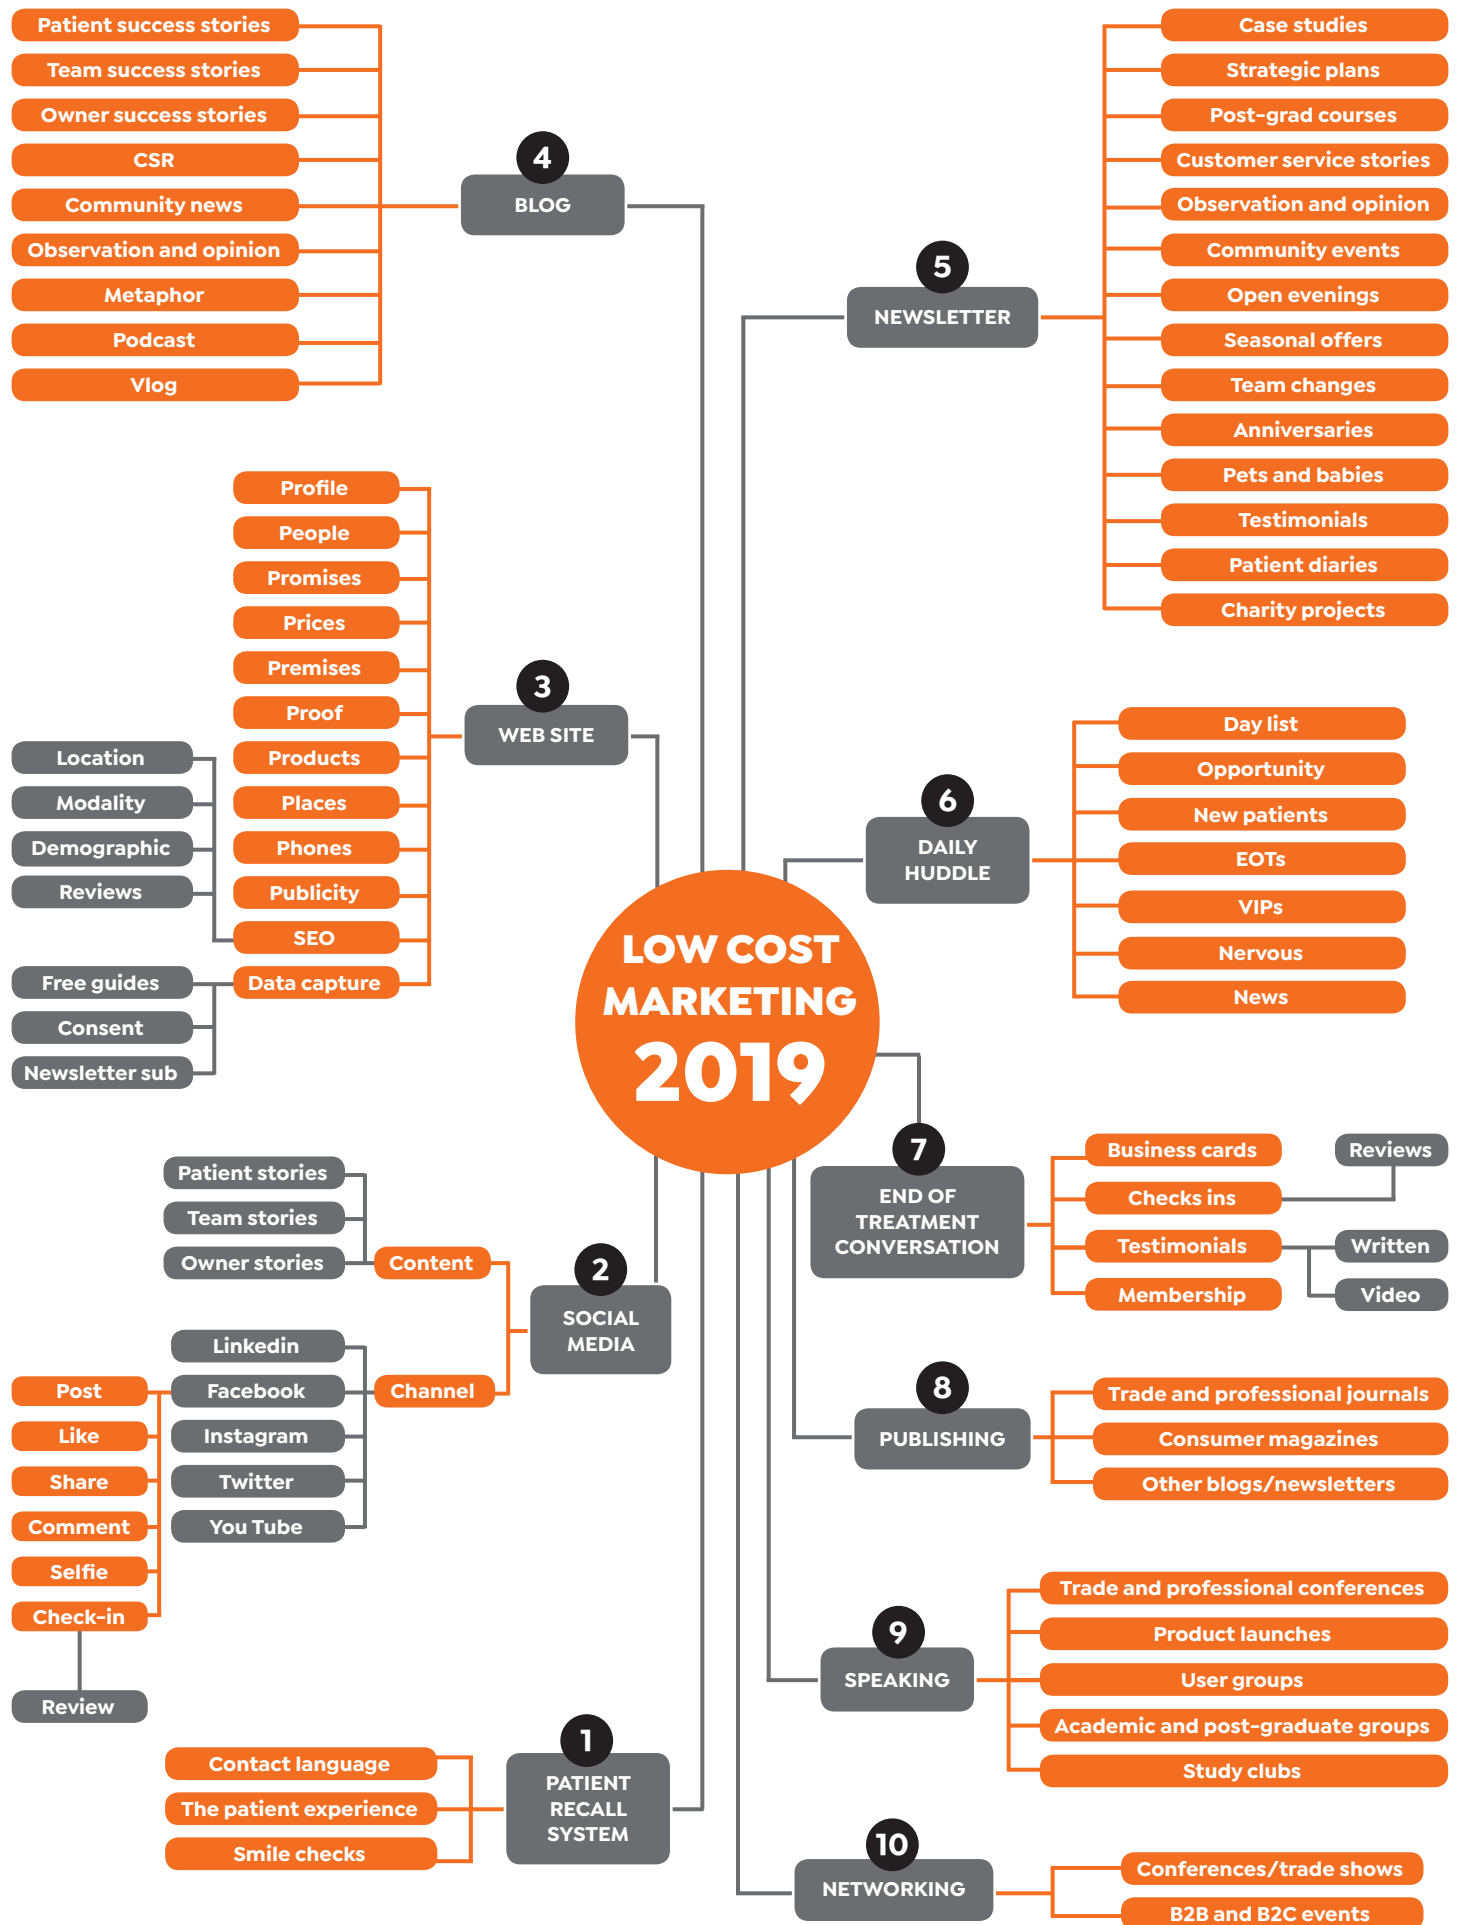 LOW COST
MARKETING
2019
1
PATIENT
RECALL
SYSTEM
Contact language
The patient experience
Smile checks
2
SOCIAL
MEDIA
Content
Patient stories
Team stories
Owner stories
Channel
Linkedin
Facebook
Instagram
Twitter
You Tube
Post
Like
Share
Comment
Selfie
Check-in
Review
3
WEB SITE
Profile
People
Promises
Prices
Premises
Proof
Products
Places
Phones
Publicity
SEO
Data capture
Location
Modality
Demographic
Reviews
Free guides
Consent
Newsletter sub
4
BLOG
Patient success stories
Team success stories
Owner success stories
CSR
Community news
Observation and opinion
Metaphor
Podcast
Vlog
5
NEWSLETTER
Case studies
Strategic plans
Post-grad courses
Customer service stories
Observation and opinion
Community events
Open evenings
Seasonal offers
Team changes
Anniversaries
Pets and babies
Testimonials
Patient diaries
Charity projects
6
DAILY
HUDDLE
Day list
Opportunity
New patients
EOTs
VIPs
Nervous
News
7
END OF
TREATMENT
CONVERSATION
Business cards
Checks ins
Reviews
Testimonials
Written
Video
Membership
8
PUBLISHING
Trade and professional journals
Consumer magazines
Other blogs/newsletters
9
SPEAKING
Trade and professional conferences
Product launches
User groups
Academic and post-graduate groups
Study clubs
10
NETWORKING
Conferences/trade shows
B2B and B2C events